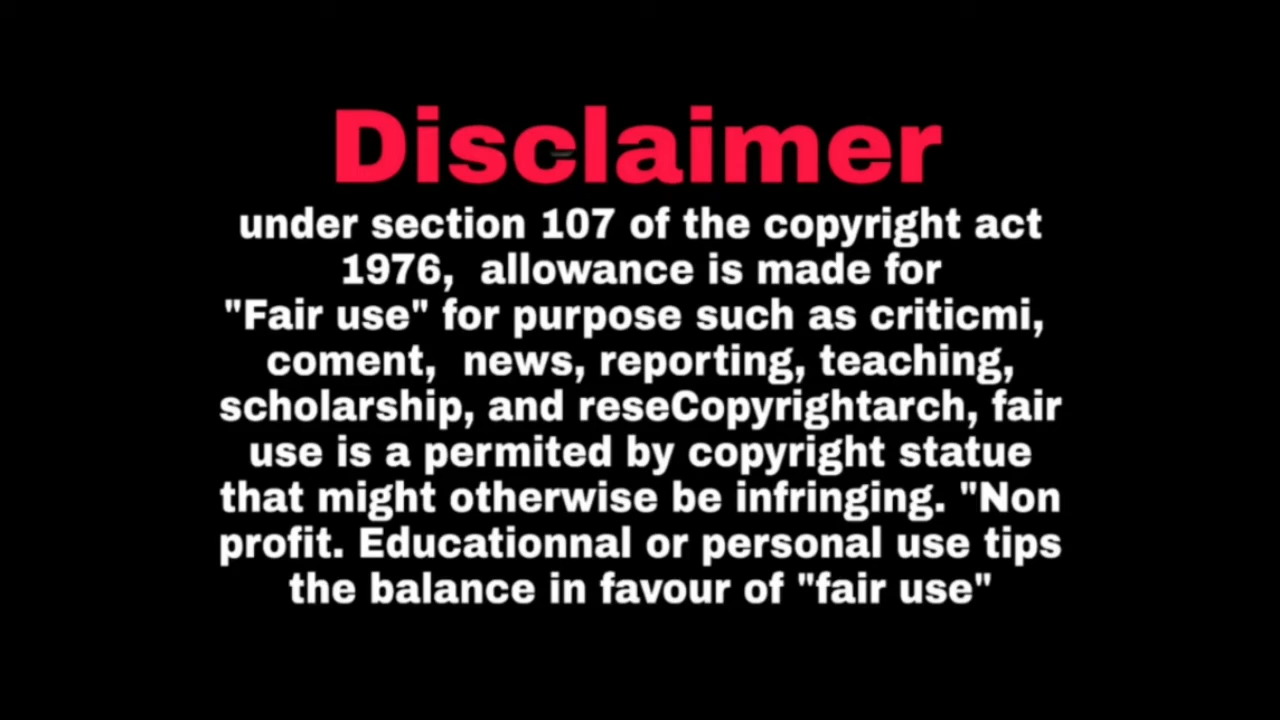 Disclaimer
under section 107 of the copyright act
1976,  allowance is made for
"Fair use" for purpose such as criticmi,
coment,  news, reporting, teaching,
scholarship, and reseCopyrightarch, fair
use is a permited by copyright statue
that might otherwise be infringing. "Non
profit. Educationnal or personal use tips
the balance in favour of "fair use"